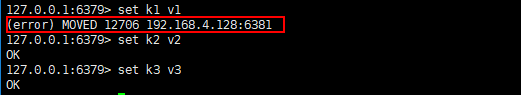 127.0.0.1:6379> set k1 v1
(error) MOVED 12706 192.168.4.128:6381
127.0.0.1:6379> set k2 v2
OK
127.0.0.1:6379> set k3 v3
OK